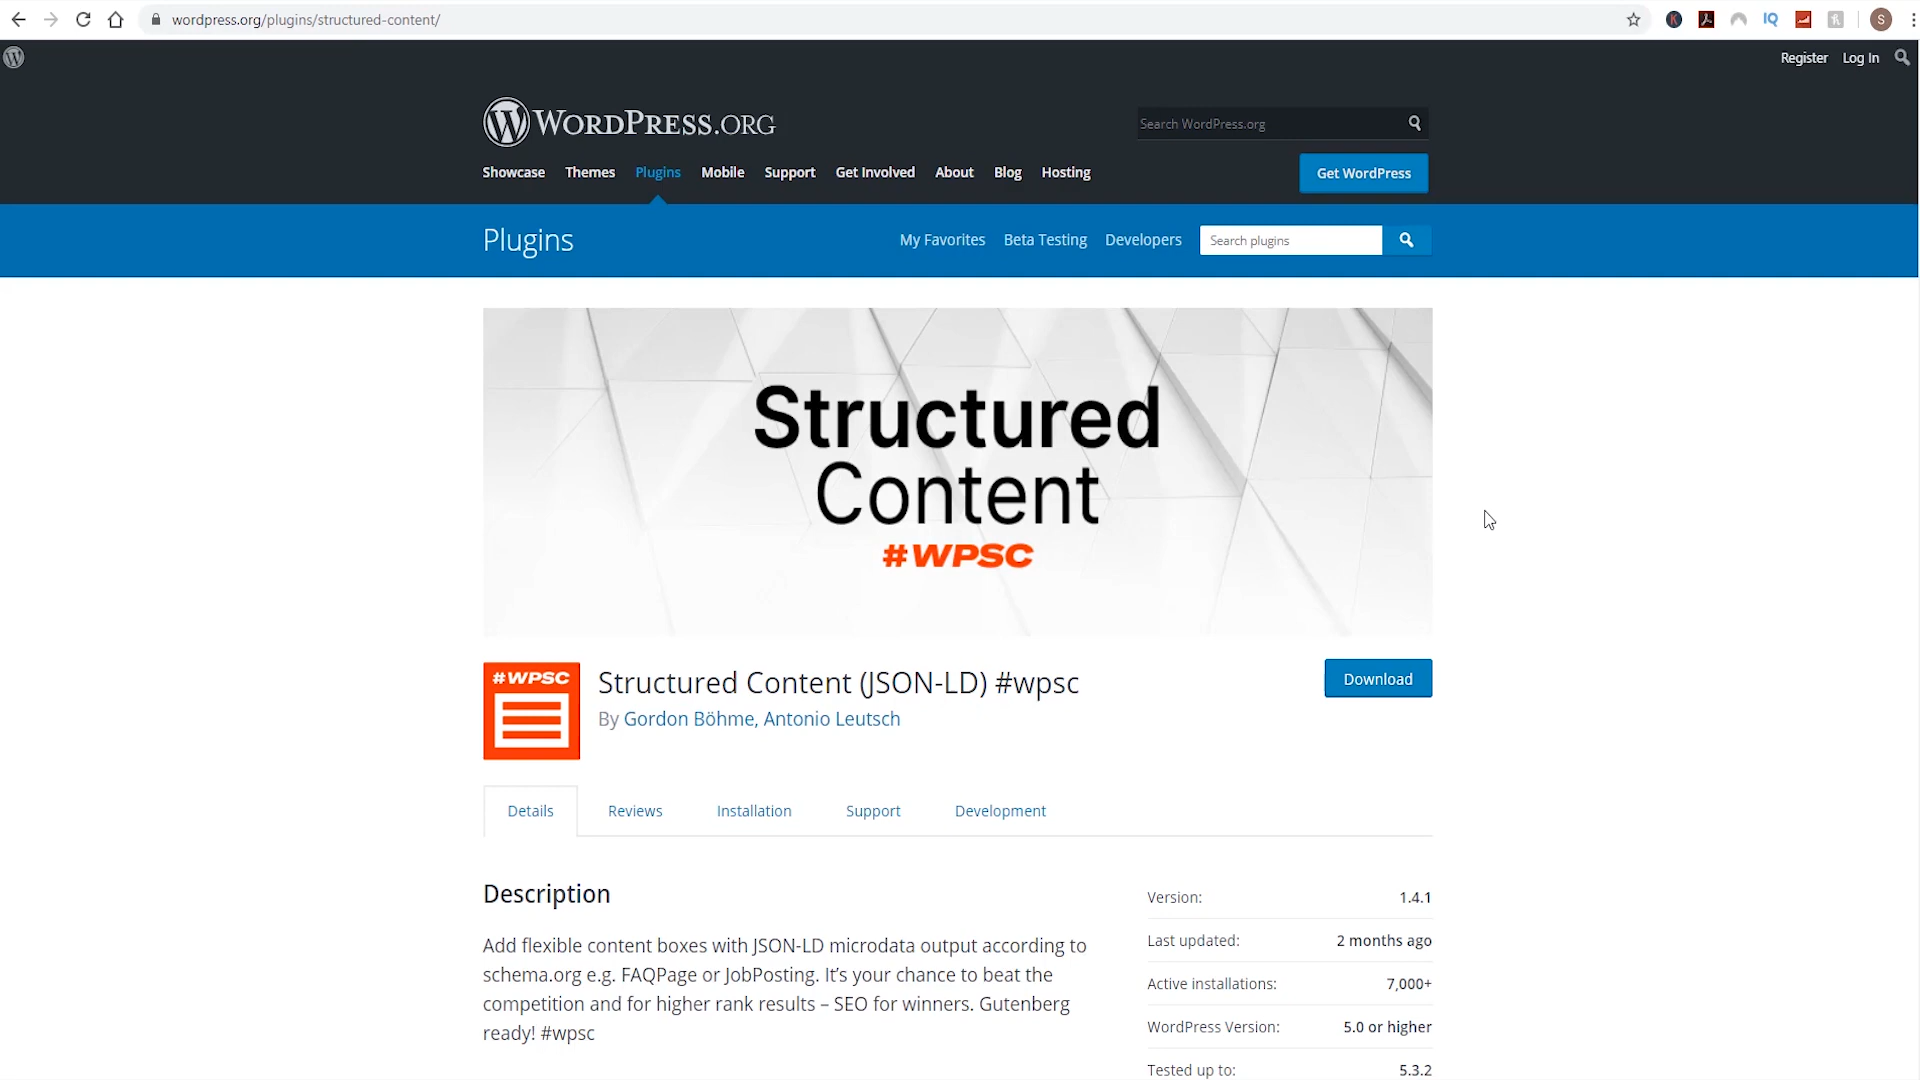 wordpress.org/plugins/structured-content/
K
IQ
S
Register Log In
WORDPRESS.ORG
Search WordPress.org
Showcase Themes Plugins Mobile Support Get Involved About Blog Hosting
Get WordPress
Plugins
My Favorites Beta Testing Developers
Search plugins
Structured
Content
#WPSC
#WPSC
Structured Content (JSON-LD) #wpsc
By Gordon Böhme, Antonio Leutsch
Download
Details Reviews Installation Support Development
Description
Add flexible content boxes with JSON-LD microdata output according to
schema.org e.g. FAQPage or JobPosting. It’s your chance to beat the
competition and for higher rank results – SEO for winners. Gutenberg
ready! #wpsc
Version: 1.4.1
Last updated: 2 months ago
Active installations: 7,000+
WordPress Version: 5.0 or higher
Tested up to: 5.3.2